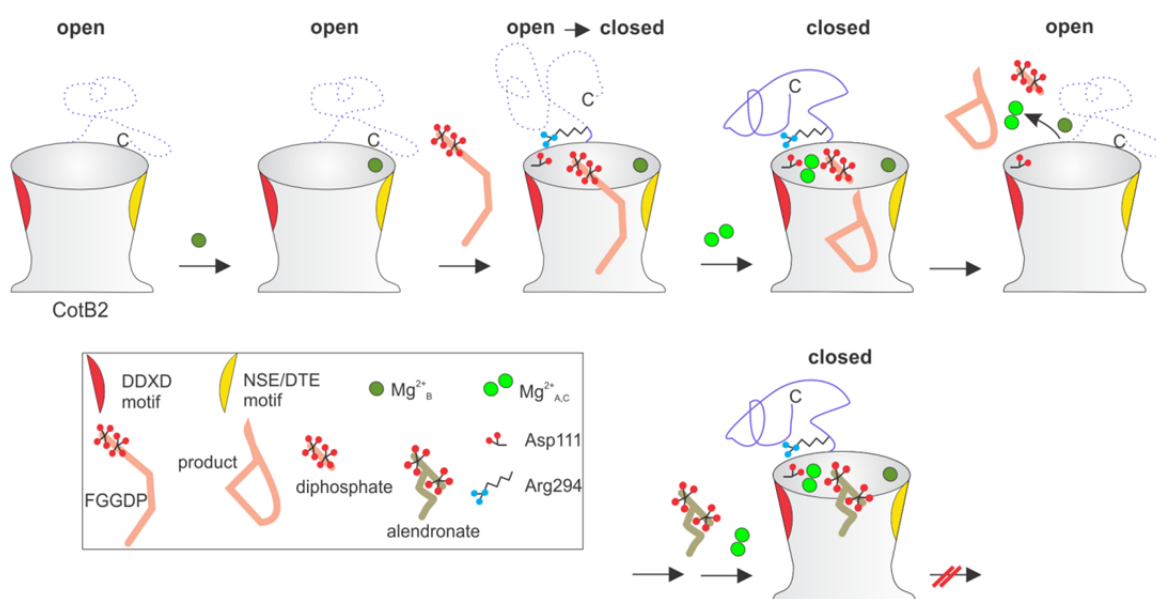 open
open
open → closed
closed
open
C
C
C
C
C
CotB2
DDXD
motif
NSE/DTE
motif
Mg2+B
Mg2+A,C
FGGDP
product
diphosphate
alendronate
Asp111
Arg294
closed
C